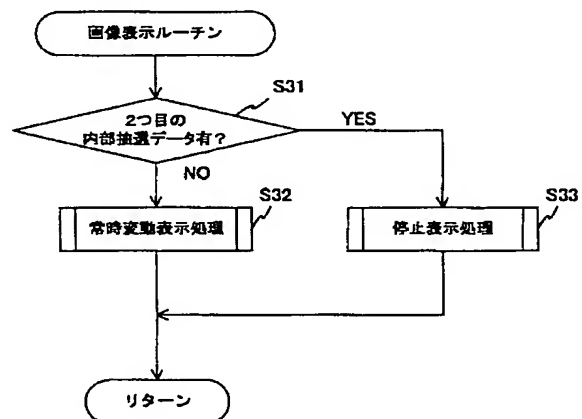 画像表示ルーチン
S31
2つ目の
内部抽選データ有?
YES
NO
S32
常時変動表示処理
S33
停止表示処理
リターン